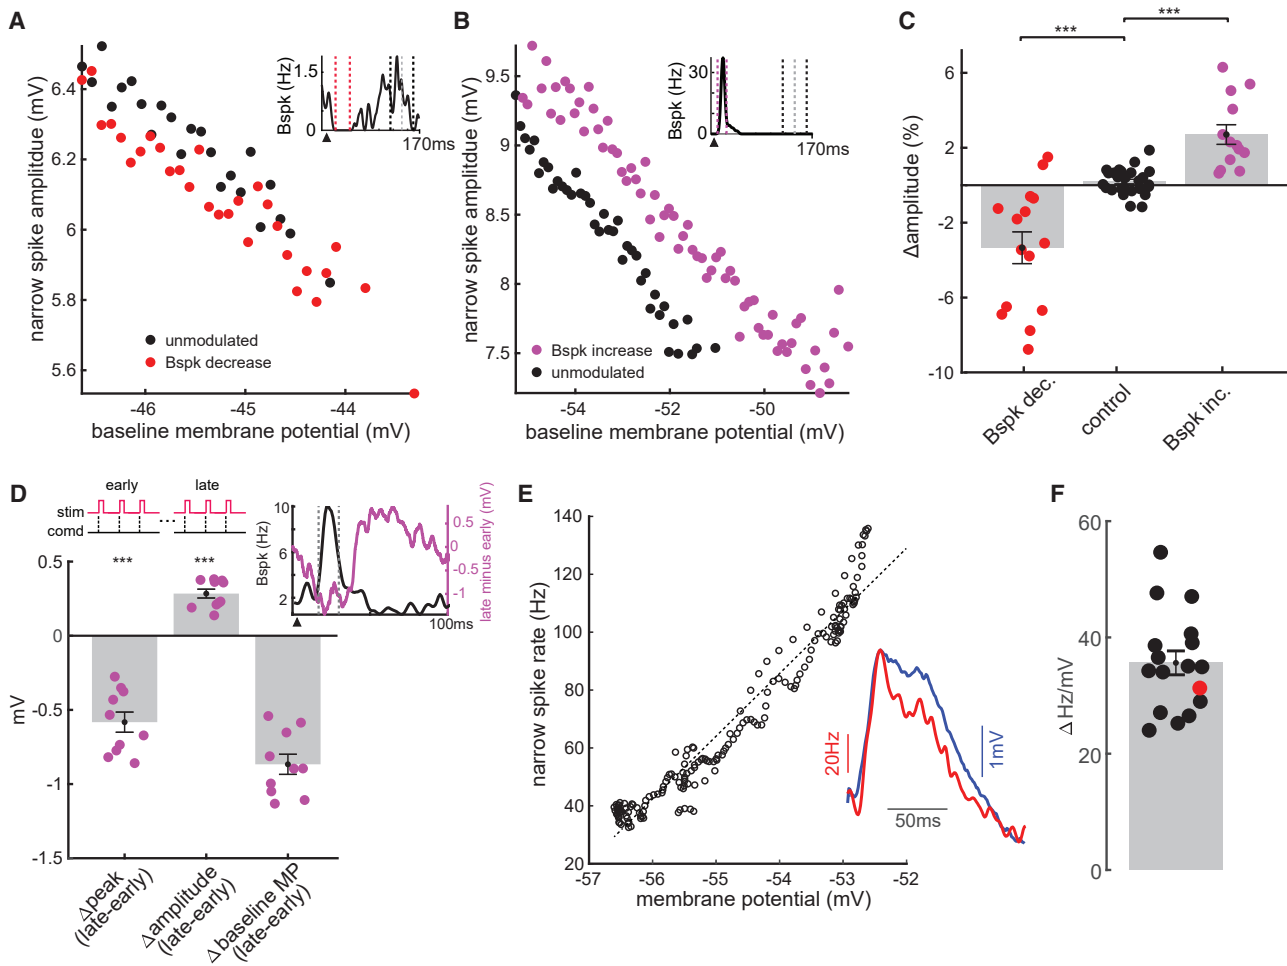 A
narrow spike amplitdue (mV)
6.4
6.2
6
5.8
5.6
-46
-45
-44
baseline membrane potential (mV)
unmodulated
Bspk decrease
Bspk (Hz)
1.5
0
170ms
B
narrow spike amplitude (mV)
9.5
9
8.5
8
7.5
-54
-52
-50
baseline membrane potential (mV)
Bspk increase
unmodulated
Bspk (Hz)
30
0
170ms
C
***
***
Δamplitude (%)
6
2
-2
-6
-10
Bspk dec.
control
Bspk inc.
D
early
late
stim
comd
...
***
***
mV
0.5
0
-0.5
-1
-1.5
Δpeak
(late-early)
Δamplitude
(late-early)
Δbaseline MP
(late-early)
Bspk (Hz)
10
6
2
100ms
0.5
0
-0.5
-1
late minus early (mV)
E
narrow spike rate (Hz)
140
120
100
80
60
40
20
-57
-56
-55
-54
-53
-52
membrane potential (mV)
20Hz
1mV
50ms
F
Δ Hz/mV
60
40
20
0